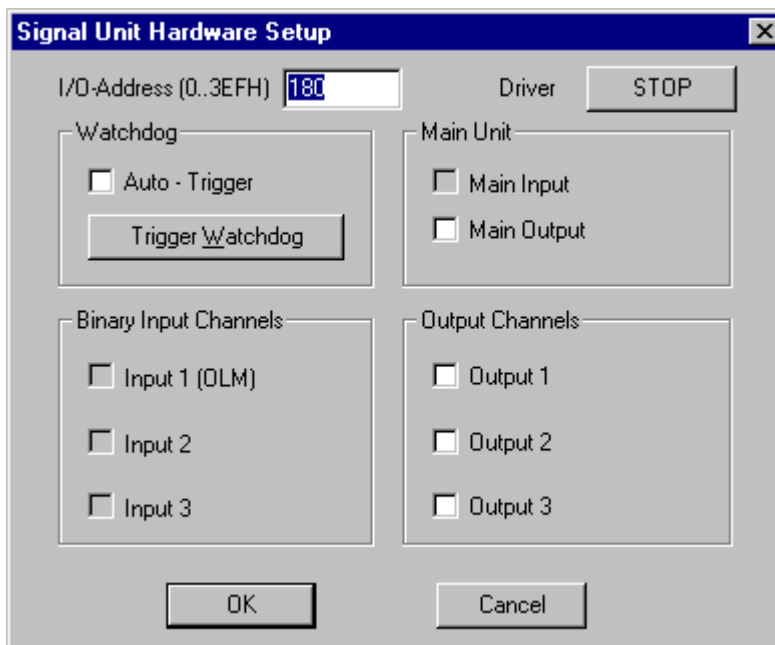 Signal Unit Hardware Setup
I/O-Address (0..3EFH) 180 Driver STOP
Watchdog
Auto - Trigger
Trigger Watchdog
Main Unit
Main Input
Main Output
Binary Input Channels
Input 1 (OLM)
Input 2
Input 3
Output Channels
Output 1
Output 2
Output 3
OK Cancel